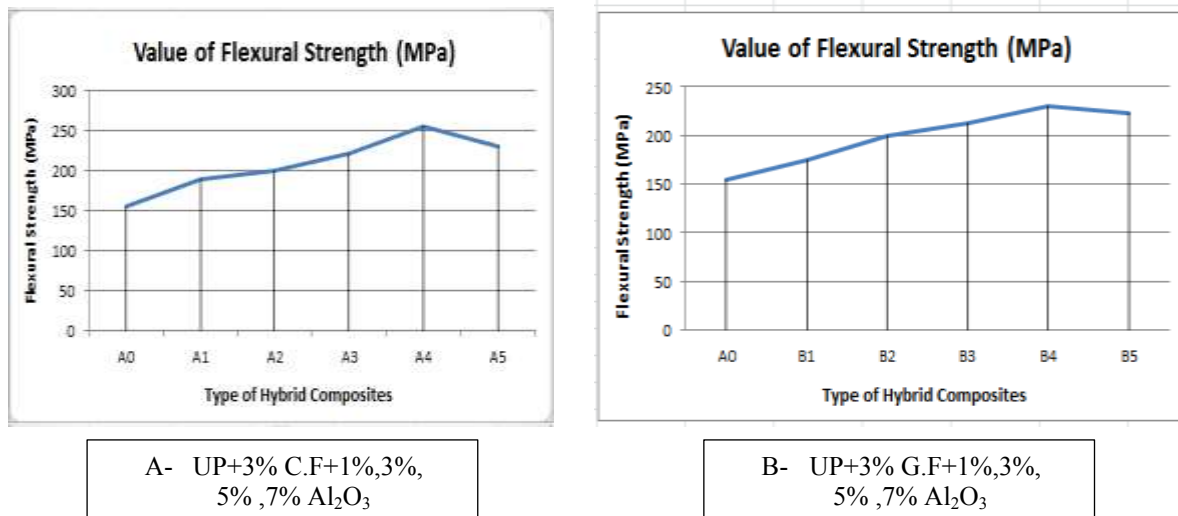 Value of Flexural Strength (MPa)
Flexural Strength (MPa)
300
250
200
150
100
50
0
A0 A1 A2 A3 A4 A5
Type of Hybrid Composites
A- UP+3% C.F+1%,3%,
5% ,7% Al₂O₃
Value of Flexural Strength (MPa)
Flexural Strength (MPa)
250
200
150
100
50
0
A0 B1 B2 B3 B4 B5
Type of Hybrid Composites
B- UP+3% G.F+1%,3%,
5% ,7% Al₂O₃